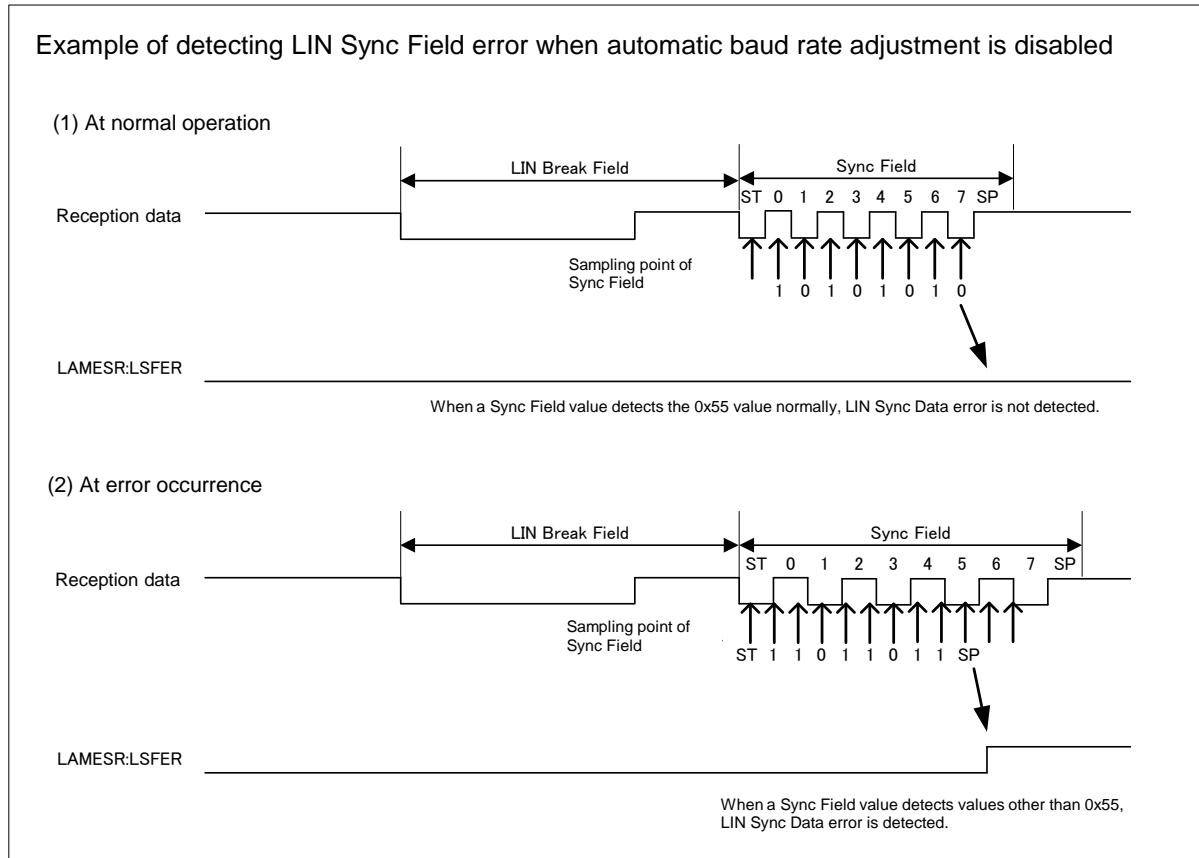 Example of detecting LIN Sync Field error when automatic baud rate adjustment is disabled
(1) At normal operation
LIN Break Field
Sync Field
ST 0 1 2 3 4 5 6 7 SP
Reception data
Sampling point of
Sync Field
1 0 1 0 1 0 1 0
LAMESR:LSFER
When a Sync Field value detects the 0x55 value normally, LIN Sync Data error is not detected.
(2) At error occurrence
LIN Break Field
Sync Field
ST 0 1 2 3 4 5 6 7 SP
Reception data
Sampling point of
Sync Field
ST 1 1 0 1 1 0 1 1 SP
LAMESR:LSFER
When a Sync Field value detects values other than 0x55,
LIN Sync Data error is detected.